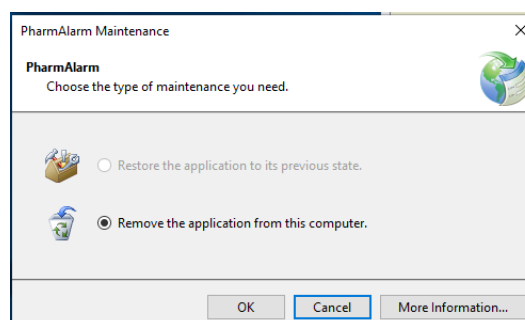 PharmAlarm Maintenance
PharmAlarm
Choose the type of maintenance you need.
Restore the application to its previous state.
Remove the application from this computer.
OK Cancel More Information...